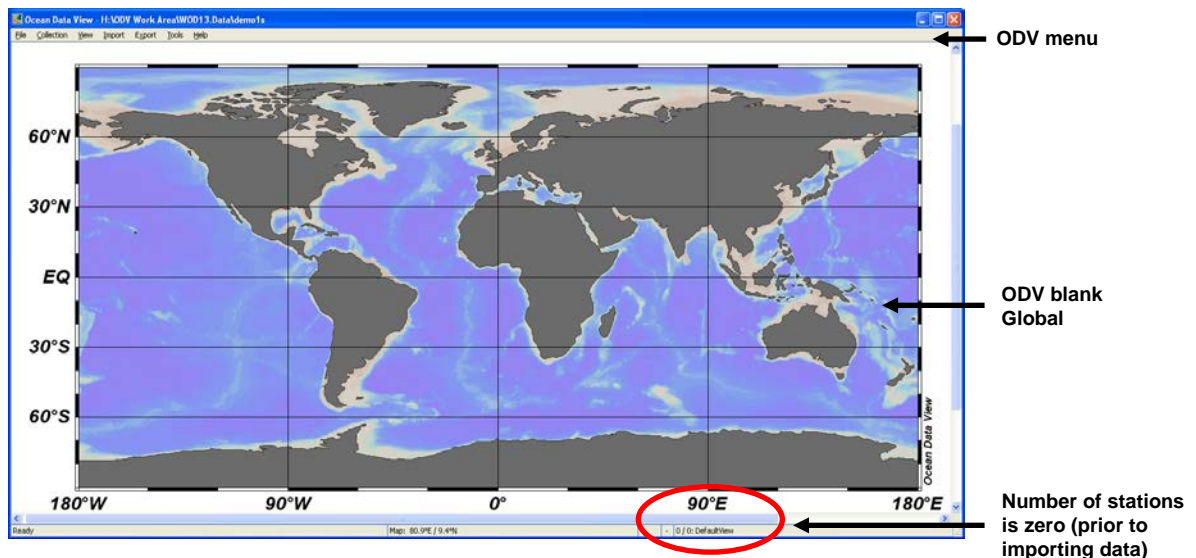 Ocean Data View - H:\ODV Work Area\WOD13.Data\demo1s
File Collection View Import Export Tools Help
ODV menu
60°N
30°N
EQ
ODV blank
Global
30°S
60°S
Ocean Data View
180°W 90°W 0° 90°E 180°E
Ready Map: 80.9°E / 9.4°N - 0 / 0: DefaultView
Number of stations
is zero (prior to
importing data)